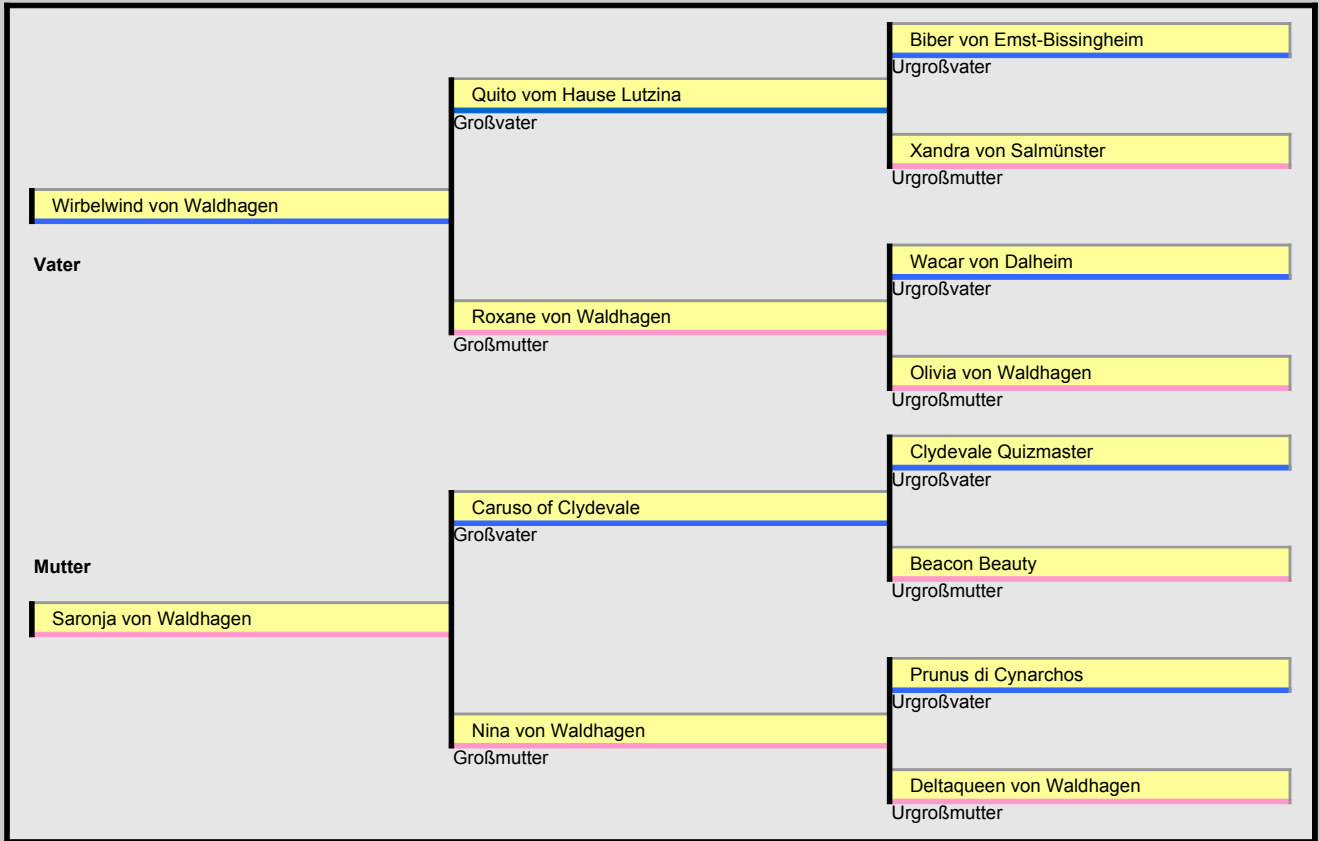 Biber von Emst-Bissingheim
Urgroßvater
Quito vom Hause Lutzina
Großvater
Xandra von Salmünster
Urgroßmutter
Wirbelwind von Waldhagen
Vater
Wacar von Dalheim
Urgroßvater
Roxane von Waldhagen
Großmutter
Olivia von Waldhagen
Urgroßmutter
Clydevale Quizmaster
Urgroßvater
Caruso of Clydevale
Großvater
Beacon Beauty
Urgroßmutter
Mutter
Saronja von Waldhagen
Prunus di Cynarchos
Urgroßvater
Nina von Waldhagen
Großmutter
Deltaqueen von Waldhagen
Urgroßmutter